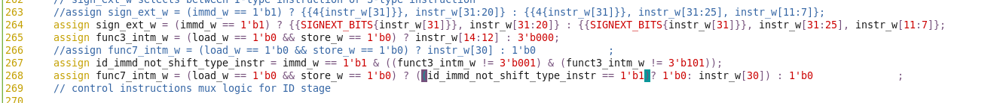 262 // sign_ext_w selects between I-type instruction or S-type instruction
263 //assign sign_ext_w = (immd_w == 1'b1) ? {{4{instr_w[31]}}, instr_w[31:20]} : {{4{instr_w[31]}}, instr_w[31:25], instr_w[11:7]};
264 assign sign_ext_w = (immd_w == 1'b1) ? {{SIGNEXT_BITS{instr_w[31]}}, instr_w[31:20]} : {{SIGNEXT_BITS{instr_w[31]}}, instr_w[31:25], instr_w[11:7]};
265 assign func3_intm_w = (load_w == 1'b0 && store_w == 1'b0) ? instr_w[14:12] : 3'b000;
266 //assign func7_intm_w = (load_w == 1'b0 && store_w == 1'b0) ? instr_w[30] : 1'b0 ;
267 assign id_immd_not_shift_type_instr = immd_w == 1'b1 & ((funct3_intm_w != 3'b001) & (funct3_intm_w != 3'b101));
268 assign func7_intm_w = (load_w == 1'b0 && store_w == 1'b0) ? ((id_immd_not_shift_type_instr == 1'b1)? 1'b0: instr_w[30]) : 1'b0 ;
269 // control instructions mux logic for ID stage
270